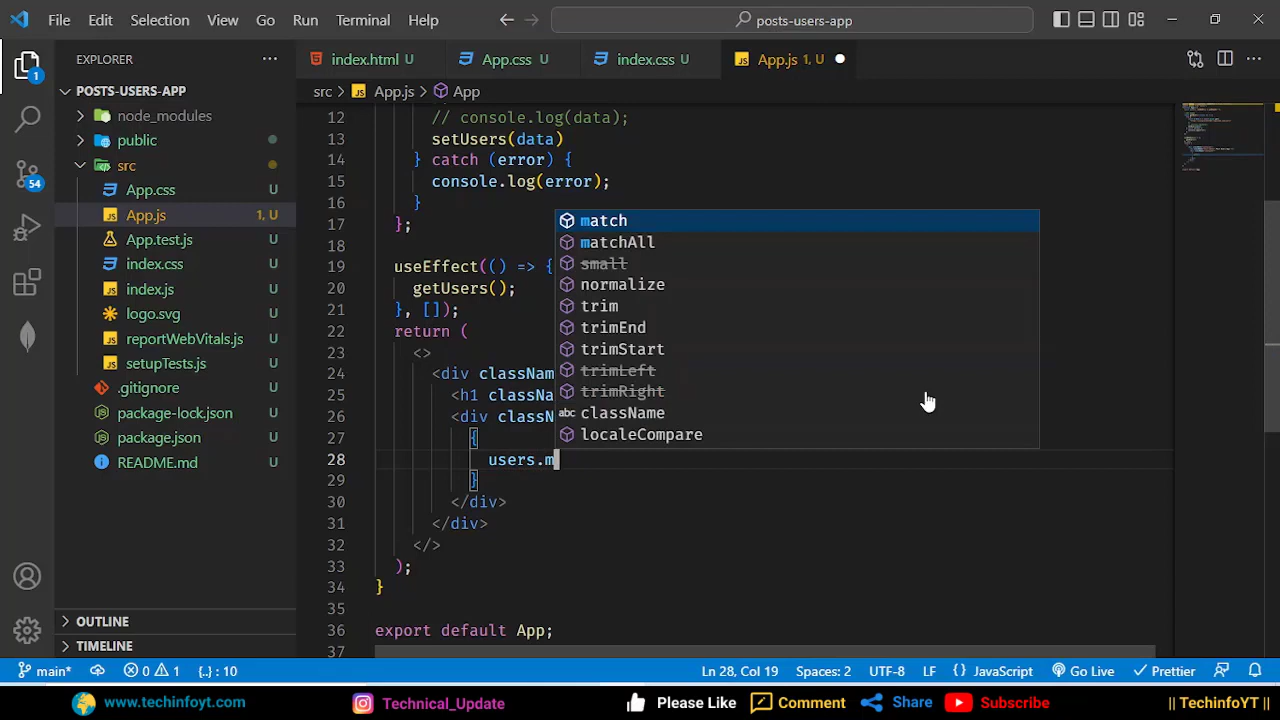 File Edit Selection View Go Run Terminal Help posts-users-app
EXPLORER
index.html U App.css U index.css U App.js 1, U
src > App.js > App
POSTS-USERS-APP
node_modules
public
src
App.css U
App.js 1, U
App.test.js U
index.css U
index.js U
logo.svg U
reportWebVitals.js U
setupTests.js U
.gitignore U
package-lock.json U
package.json U
README.md U
OUTLINE
TIMELINE
1
54
12 // console.log(data);
13 setUsers(data)
14 } catch (error) {
15 console.log(error);
16 }
17 };
18
19 useEffect(() => {
20 getUsers();
21 }, []);
22 return (
23 <>
24 <div classNam
25 <h1 classNa
26 <div classN
27 {
28 users.m
29 }
30 </div>
31 </div>
32 </>
33 );
34 }
35
36 export default App;
37
match
matchAll
small
normalize
trim
trimEnd
trimStart
trimLeft
trimRight
abc className
localeCompare
main* 0 1 {..} : 10 Ln 28, Col 19 Spaces: 2 UTF-8 LF {} JavaScript Go Live Prettier
www.techinfoyt.com Technical_Update Please Like Comment Share Subscribe || TechinfoYT ||